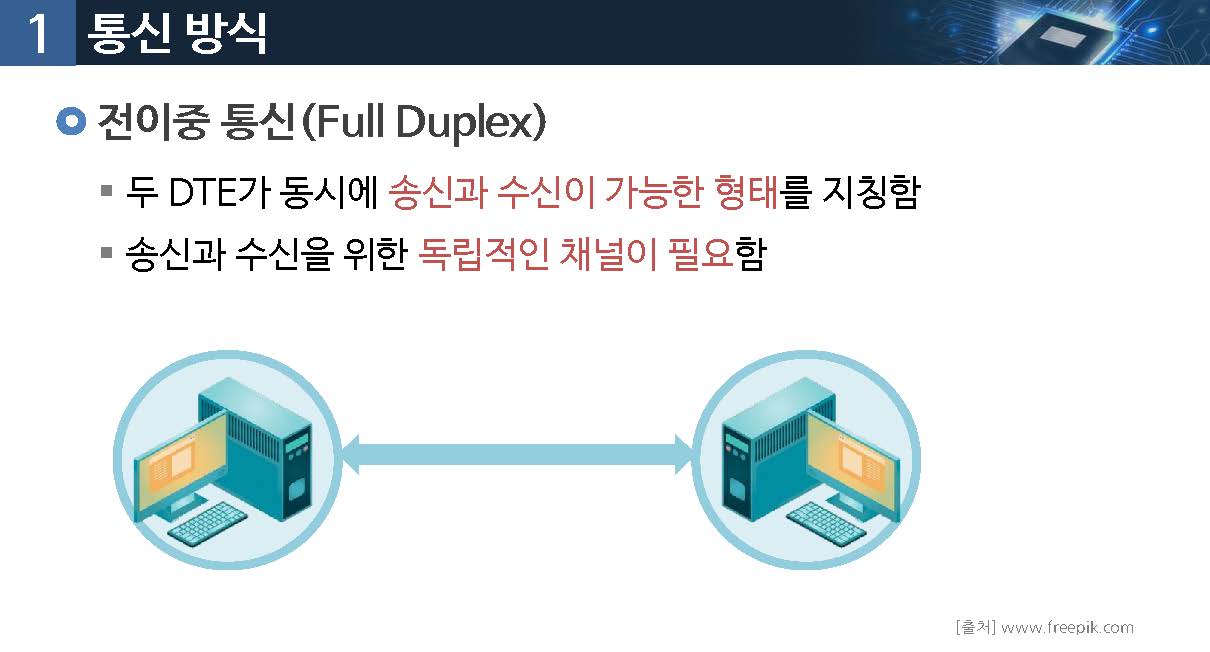 1 통신 방식
전이중 통신(Full Duplex)
▪ 두 DTE가 동시에 송신과 수신이 가능한 형태를 지칭함
▪ 송신과 수신을 위한 독립적인 채널이 필요함
[출처] www.freepik.com